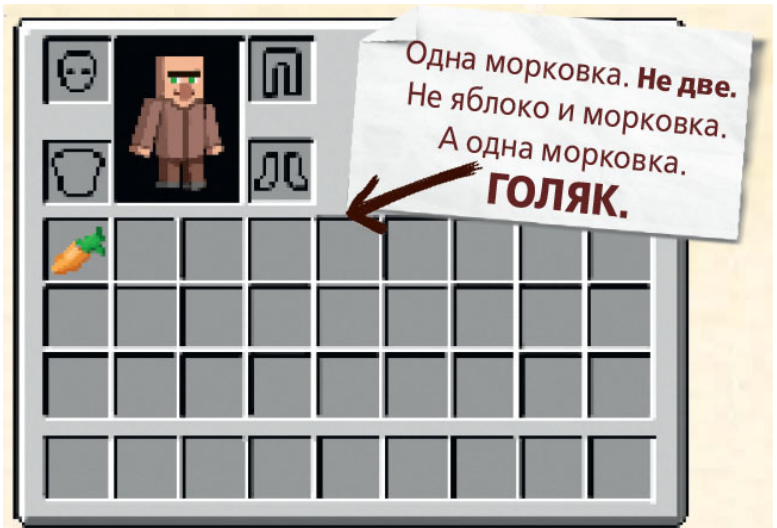 Одна морковка. Не две.
Не яблоко и морковка.
А одна морковка.
ГОЛЯК.